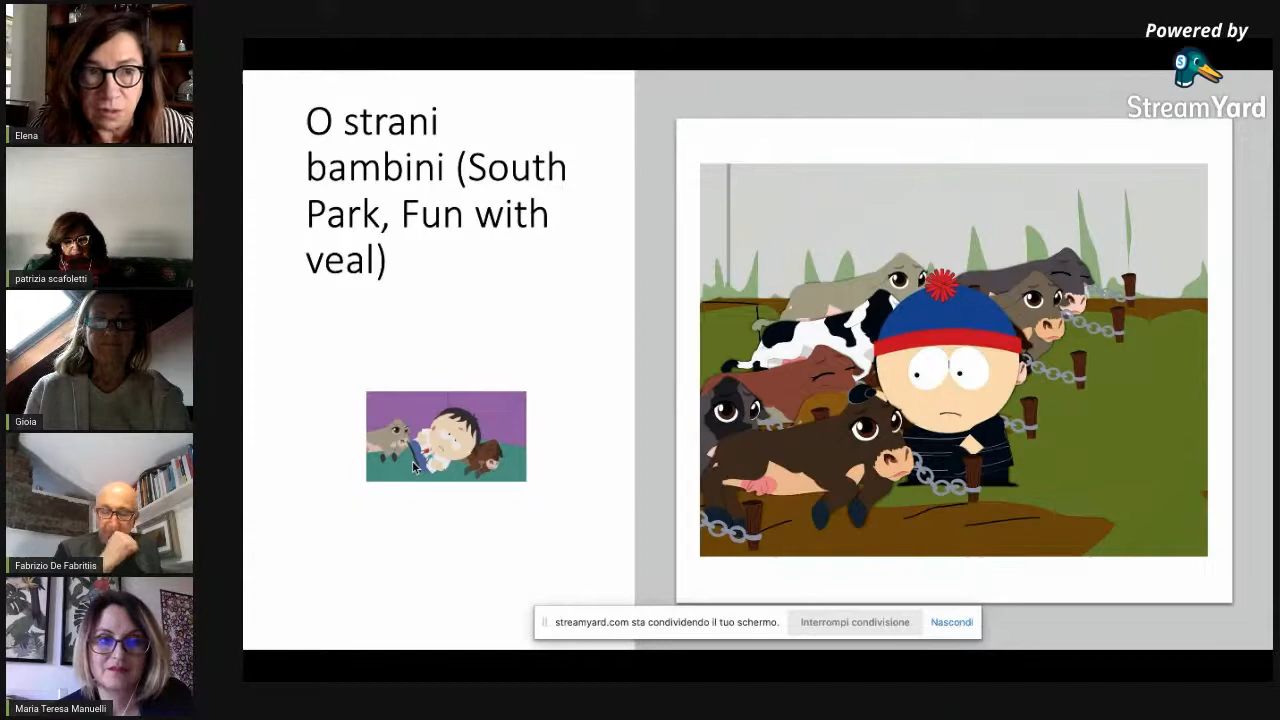 Powered by
StreamYard
O strani
bambini (South
Park, Fun with
veal)
Elena
patrizia scafoletti
Gioia
Fabrizio De Fabritiis
Maria Teresa Manuelli
streamyard.com sta condividendo il tuo schermo.
Interrompi condivisione
Nascondi